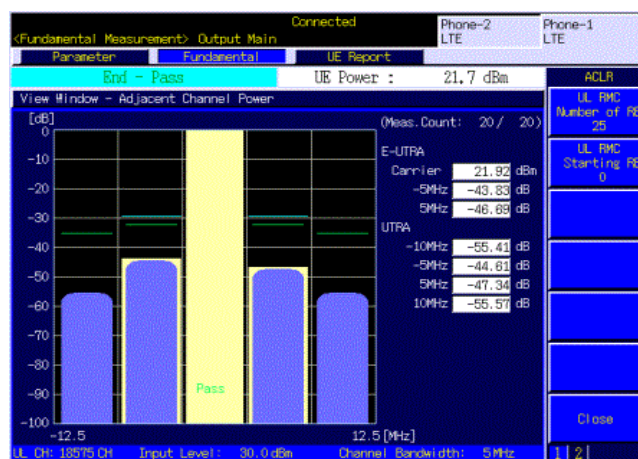 Connected
<Fundamental Measurement> Output Main
Phone-2
LTE
Phone-1
LTE
Parameter Fundamental UE Report
End - Pass UE Power : 21.7 dBm
ACLR
View Window - Adjacent Channel Power
UL RMC
Number of RB
25
UL RMC
Starting RB
0
Close
1 2
[dB]
(Meas.Count: 20 / 20)
0
-10
-20
-30
-40
-50
-60
-70
-80
-90
-100
Pass
-12.5 12.5 [MHz]
E-UTRA
Carrier 21.92 dBm
-5MHz -43.83 dB
5MHz -46.69 dB
UTRA
-10MHz -55.41 dB
-5MHz -44.61 dB
5MHz -47.34 dB
10MHz -55.57 dB
UL CH: 18575 CH Input Level: 30.0 dBm Channel Bandwidth: 5 MHz